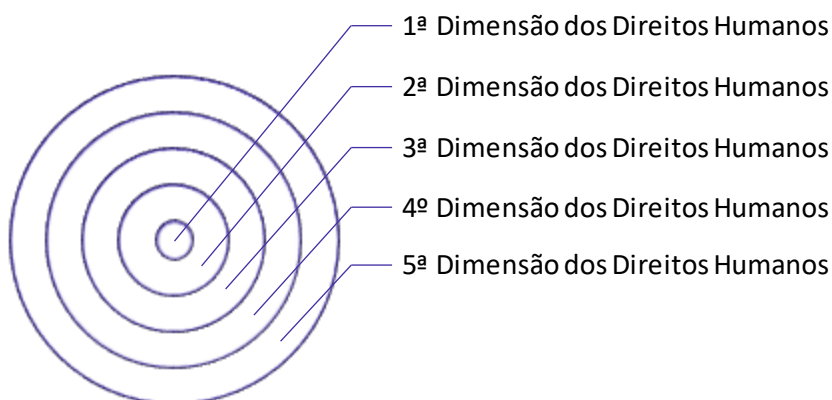 1ª Dimensão dos Direitos Humanos
2ª Dimensão dos Direitos Humanos
3ª Dimensão dos Direitos Humanos
4º Dimensão dos Direitos Humanos
5ª Dimensão dos Direitos Humanos